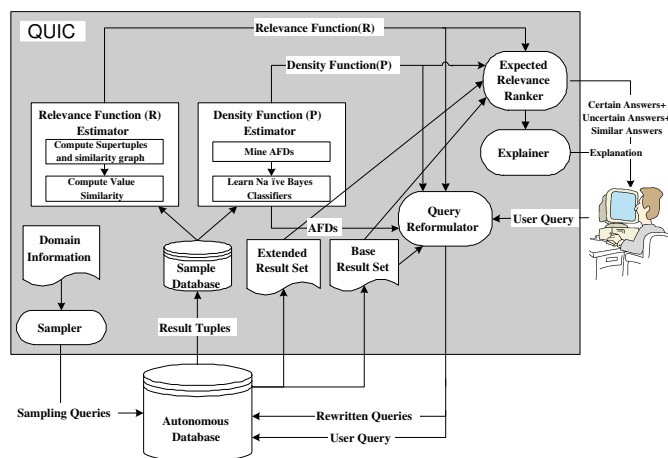 QUIC
Relevance Function(R)
Density Function(P)
Expected
Relevance
Ranker
Certain Answers+
Uncertain Answers+
Similar Answers
Relevance Function (R)
Estimator
Compute Supertuples
and similarity graph
Compute Value
Similarity
Density Function (P)
Estimator
Mine AFDs
Learn Na ïve Bayes
Classifiers
Explainer
Explanation
AFDs
Query
Reformulator
User Query
Domain
Information
Sample
Database
Extended
Result Set
Base
Result Set
Sampler
Result Tuples
Sampling Queries
Autonomous
Database
Rewritten Queries
User Query